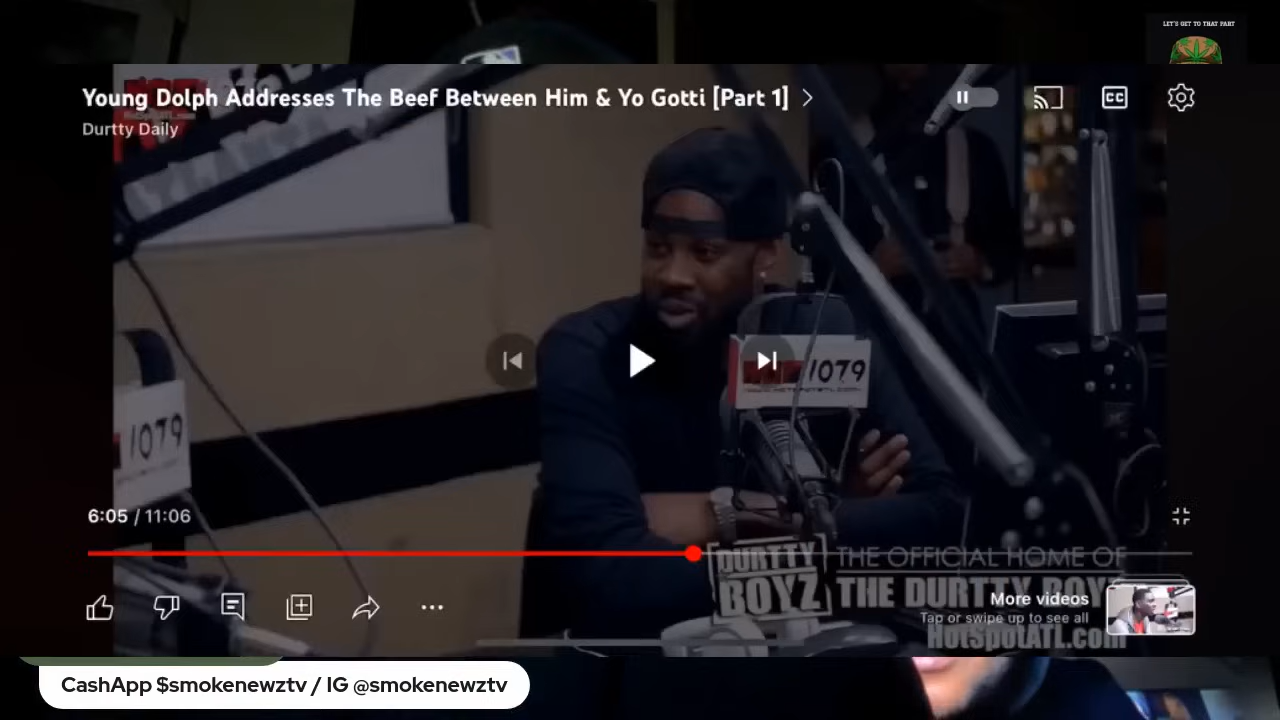 LET'S GET TO THAT PART
Young Dolph Addresses The Beef Between Him & Yo Gotti [Part 1]
Durtty Daily
CC
1079
1079
6:05 / 11:06
DURTTY
BOYZ
THE OFFICIAL HOME OF
THE DURTTY BOYZ
HotSpotATL.com
More videos
Tap or swipe up to see all
CashApp $smokenewztv / IG @smokenewztv